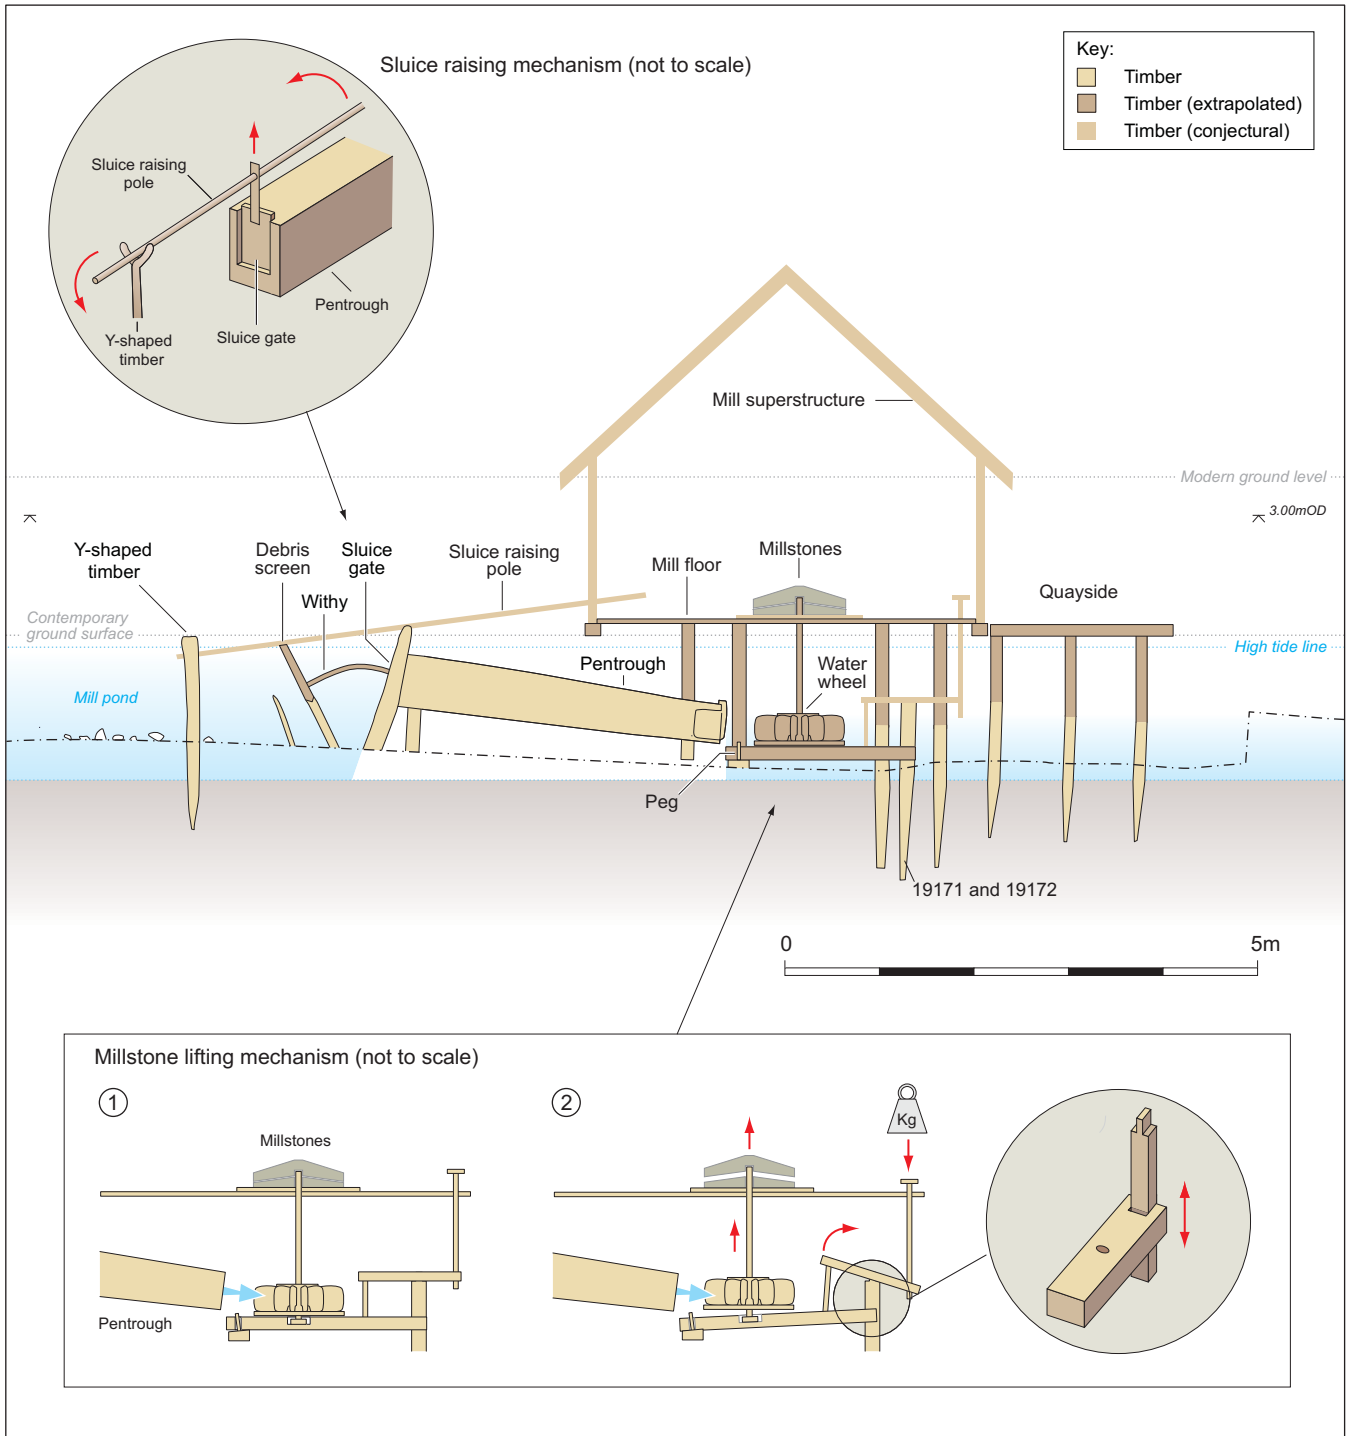 Sluice raising mechanism (not to scale)
Key:
Timber
Timber (extrapolated)
Timber (conjectural)
Sluice raising
pole
Pentrough
Sluice gate
Y-shaped
timber
Mill superstructure
Modern ground level
3.00mOD
Y-shaped
timber
Debris
screen
Sluice
gate
Withy
Sluice raising
pole
Mill floor
Millstones
Quayside
Contemporary
ground surface
High tide line
Pentrough
Water
wheel
Mill pond
Peg
19171 and 19172
0
5m
Millstone lifting mechanism (not to scale)
1
Millstones
Pentrough
2
Kg